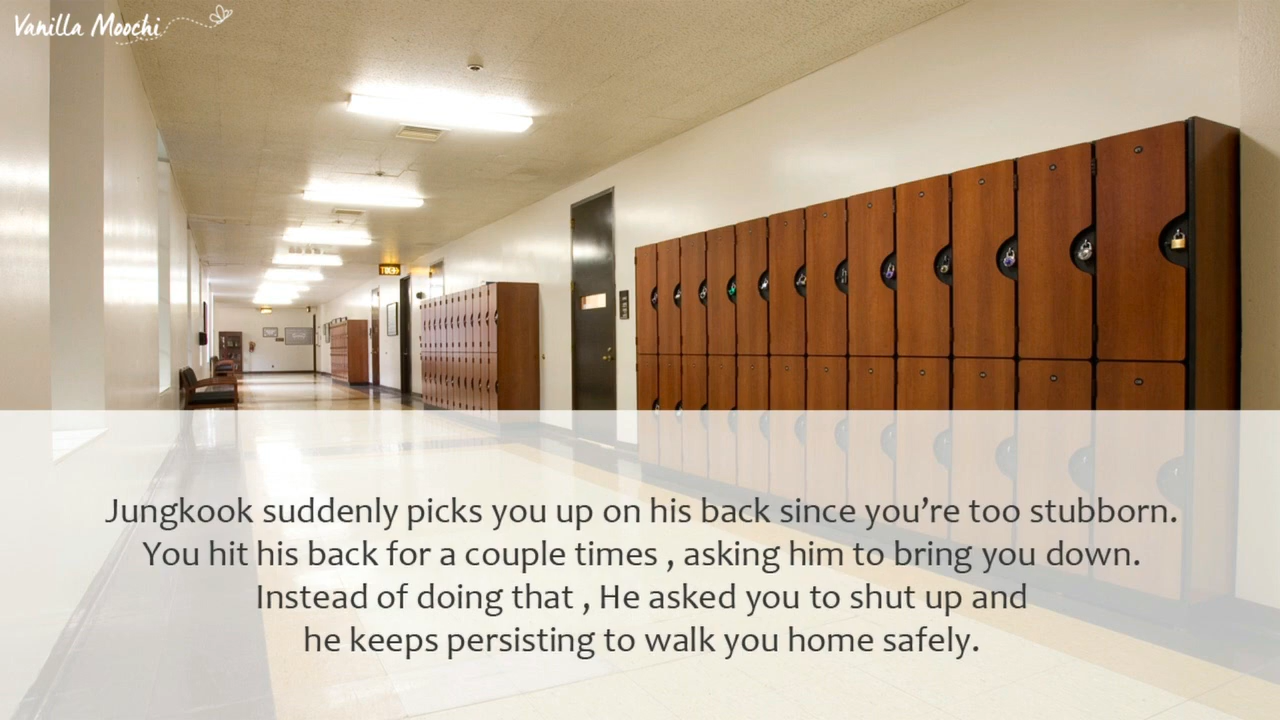 Vanilla Moochi
Jungkook suddenly picks you up on his back since you’re too stubborn.
You hit his back for a couple times , asking him to bring you down.
Instead of doing that , He asked you to shut up and
he keeps persisting to walk you home safely.